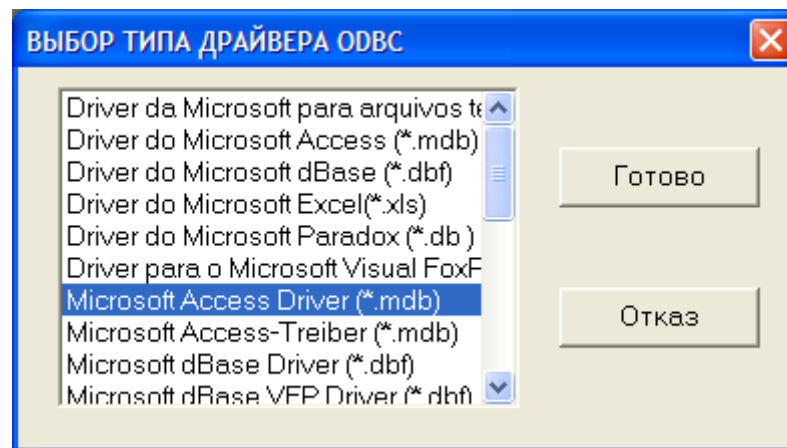 ВЫБОР ТИПА ДРАЙВЕРА ODBC
Driver da Microsoft para arquivos te
Driver do Microsoft Access (*.mdb)
Driver do Microsoft dBase (*.dbf)
Driver do Microsoft Excel(*.xls)
Driver do Microsoft Paradox (*.db )
Driver para o Microsoft Visual FoxP
Microsoft Access Driver (*.mdb)
Microsoft Access-Treiber (*.mdb)
Microsoft dBase Driver (*.dbf)
Microsoft dBase VFP Driver (*.dbf)
Готово
Отказ